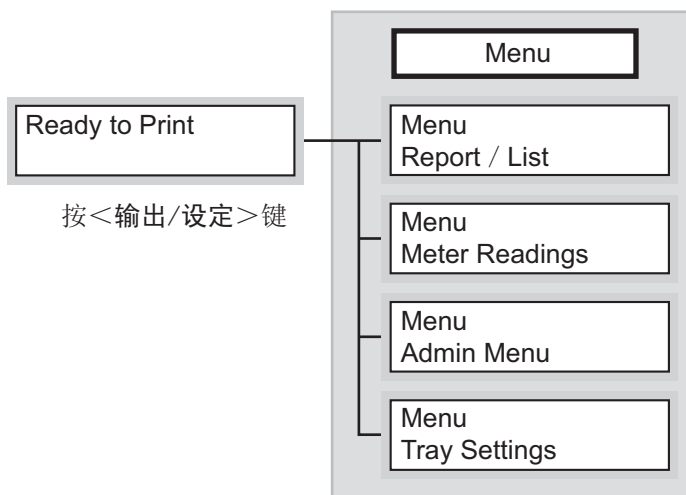 Menu
Ready to Print
按＜输出/设定＞键
Menu
Report / List
Menu
Meter Readings
Menu
Admin Menu
Menu
Tray Settings